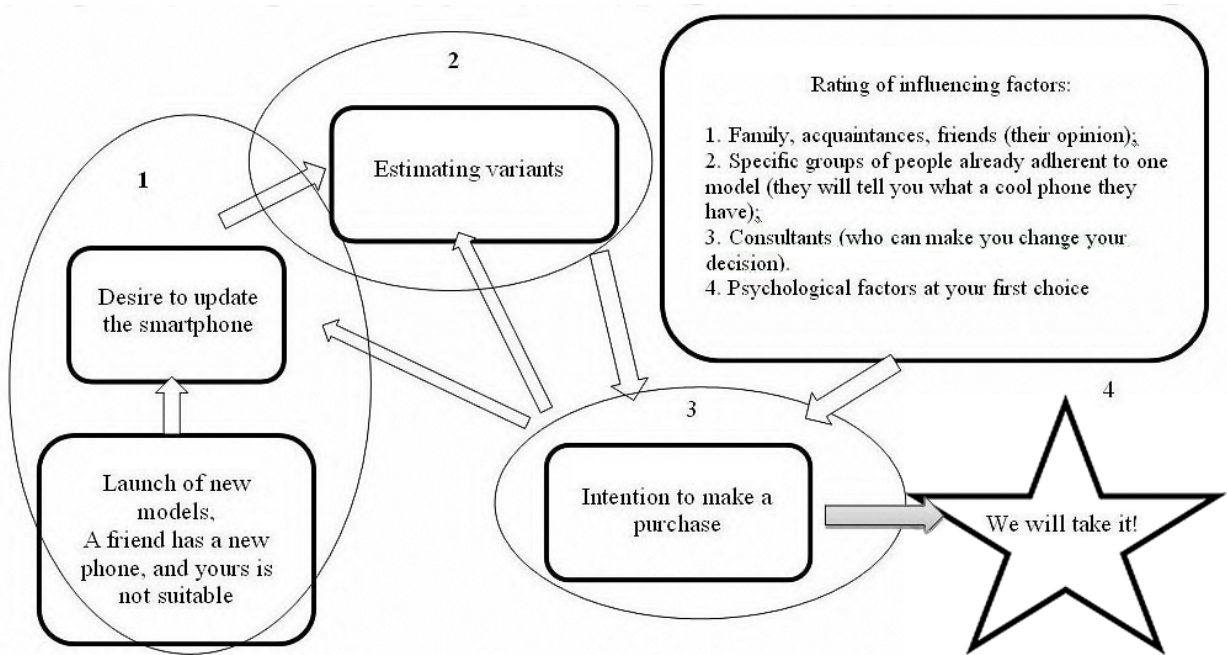 1
Desire to update
the smartphone
Launch of new
models,
A friend has a new
phone, and yours is
not suitable
2
Estimating variants
Rating of influencing factors:
1. Family, acquaintances, friends (their opinion);
2. Specific groups of people already adherent to one
model (they will tell you what a cool phone they
have);
3. Consultants (who can make you change your
decision).
4. Psychological factors at your first choice
3
Intention to make a
purchase
4
We will take it!